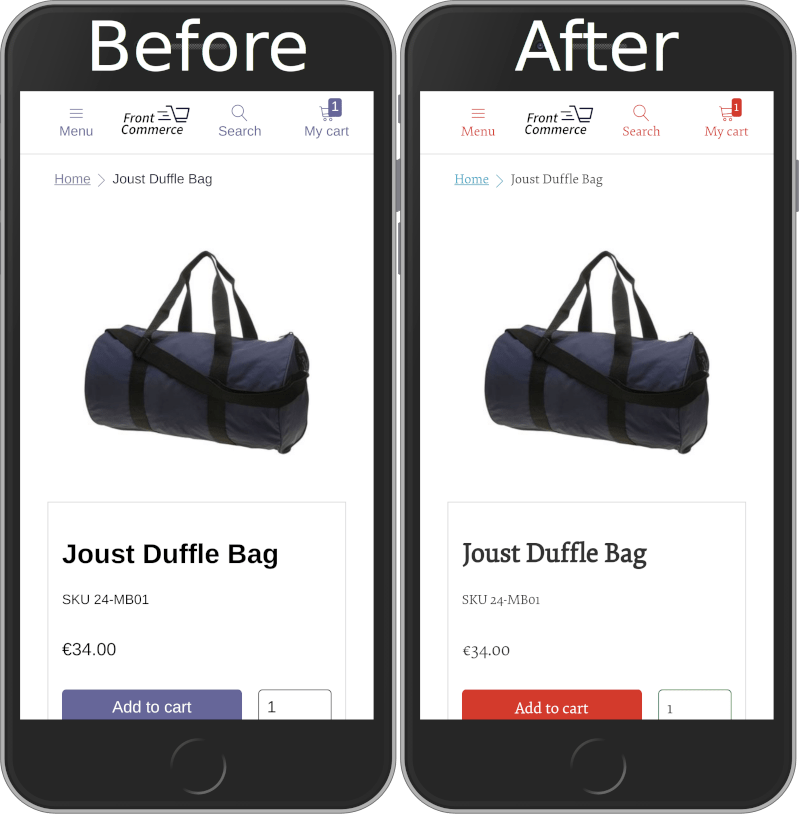 Before
Menu
Front
Commerce
Search
1
My cart
Home Joust Duffle Bag
Joust Duffle Bag
SKU 24-MB01
€34.00
Add to cart
1
After
Menu
Front
Commerce
Search
1
My cart
Home Joust Duffle Bag
Joust Duffle Bag
SKU 24-MB01
€34.00
Add to cart
1